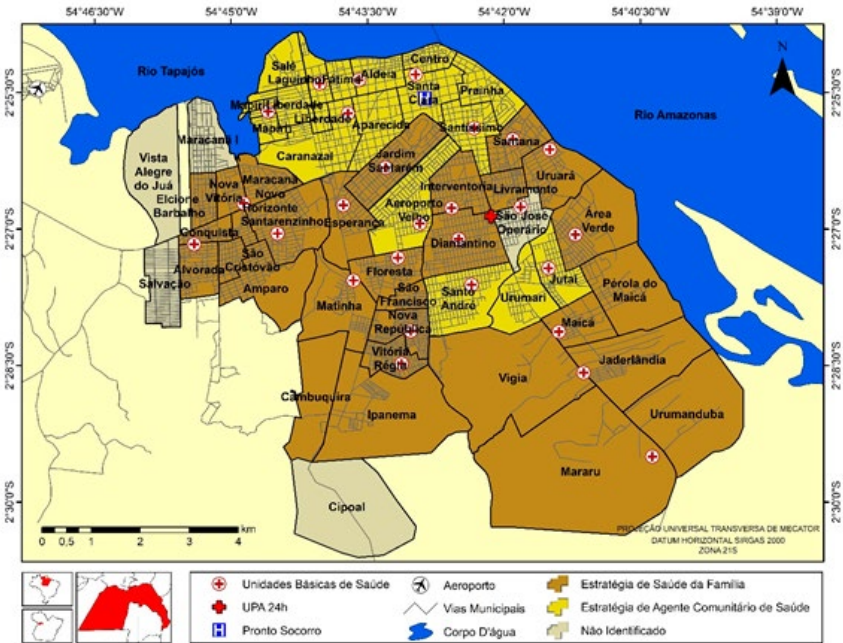 54°46'30"O 54°45'0"O 54°43'30"O 54°42'0"O 54°40'30"O 54°39'0"O
Rio Tapajós
Rio Amazonas
N
2°25'30"S 2°25'30"S
2°27'0"S 2°27'0"S
2°28'30"S 2°28'30"S
2°30'0"S 2°30'0"S
Salé
Laguinho
Fátima
Aldeia
Centro
Santa
Clara
Prainha
Mapiri
Liberdade
Mapiri
Liberdade
Aparecida
Santíssimo
Caranazal
Maracanã I
Vista
Alegre
do Juá
Jardim
Santarém
Santana
Uruará
Interventoria
Livramento
Nova
Vitória
Maracanã
Novo
Horizonte
Elcione
Barbalho
Santarenzinho
Esperança
Aeroporto
Velho
São José
Operário
Área
Verde
Conquista
Diamantino
São
Cristóvão
Alvorada
Salvação
Amparo
Floresta
São
Francisco
Matinha
Santo
André
Urumari
Jutaí
Pérola do
Maicá
Nova
República
Maicá
Vitória
Régia
Jaderlândia
Vigia
Cambuquira
Ipanema
Urumanduba
Mararu
Cipoal
km
0 0,5 1 2 3 4
PROJEÇÃO UNIVERSAL TRANSVERSA DE MECATOR
DATUM HORIZONTAL SIRGAS 2000
ZONA 21S
Unidades Básicas de Saúde Aeroporto Estratégia de Saúde da Família
UPA 24h Vias Municipais Estratégia de Agente Comunitário de Saúde
H Pronto Socorro Corpo D'água Não Identificado